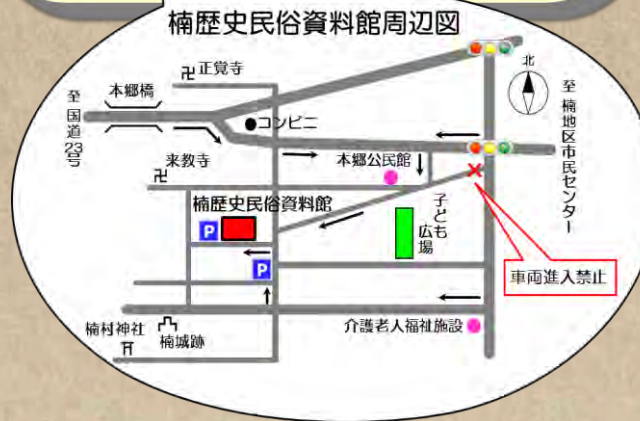 楠歴史民俗資料館周辺図
正覚寺
本郷橋
北
至国道23号
コンビニ
至 楠地区市民センター
来教寺
本郷公民館
楠歴史民俗資料館
P
子ども広場
P
車両進入禁止
楠村神社
楠城跡
介護老人福祉施設